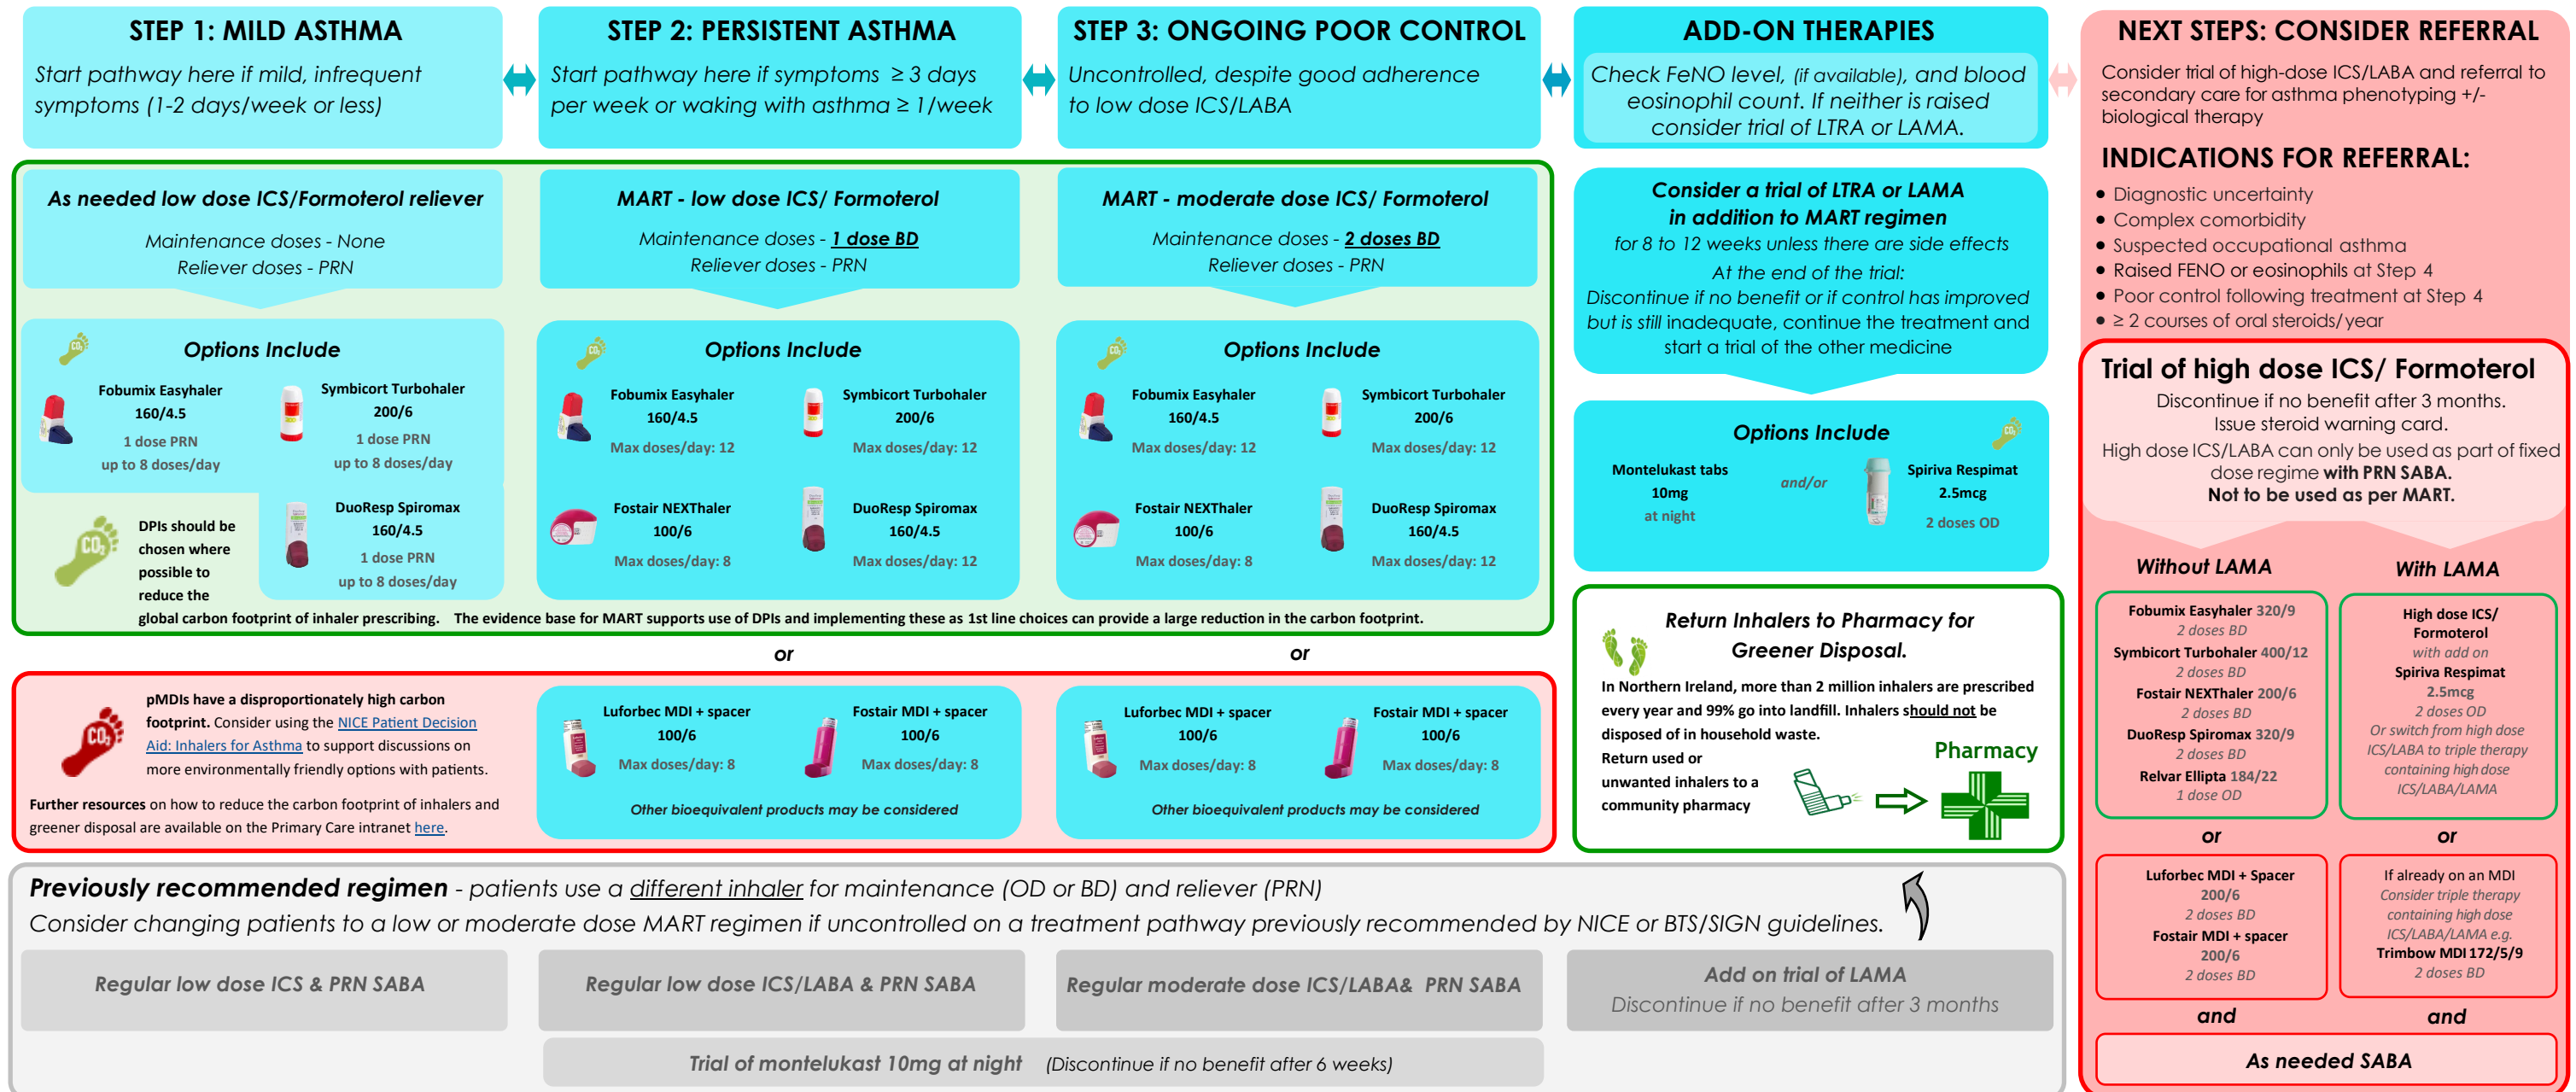 STEP 1: MILD ASTHMA
Start pathway here if mild, infrequent
symptoms (1-2 days/week or less)
STEP 2: PERSISTENT ASTHMA
Start pathway here if symptoms ≥ 3 days
per week or waking with asthma ≥ 1/week
STEP 3: ONGOING POOR CONTROL
Uncontrolled, despite good adherence
to low dose ICS/LABA
ADD-ON THERAPIES
Check FeNO level, (if available), and blood
eosinophil count. If neither is raised
consider trial of LTRA or LAMA.
NEXT STEPS: CONSIDER REFERRAL
Consider trial of high-dose ICS/LABA and referral to
secondary care for asthma phenotyping +/-
biological therapy
INDICATIONS FOR REFERRAL:
• Diagnostic uncertainty
• Complex comorbidity
• Suspected occupational asthma
• Raised FENO or eosinophils at Step 4
• Poor control following treatment at Step 4
• ≥ 2 courses of oral steroids/year
As needed low dose ICS/Formoterol reliever
Maintenance doses - None
Reliever doses - PRN
Options Include
Fobumix Easyhaler
160/4.5
1 dose PRN
up to 8 doses/day
Symbicort Turbohaler
200/6
1 dose PRN
up to 8 doses/day
DuoResp Spiromax
160/4.5
1 dose PRN
up to 8 doses/day
CO2
DPIs should be
chosen where
possible to
reduce the
global carbon footprint of inhaler prescribing. The evidence base for MART supports use of DPIs and implementing these as 1st line choices can provide a large reduction in the carbon footprint.
MART - low dose ICS/ Formoterol
Maintenance doses - 1 dose BD
Reliever doses - PRN
Options Include
Fobumix Easyhaler
160/4.5
Max doses/day: 12
Symbicort Turbohaler
200/6
Max doses/day: 12
Fostair NEXThaler
100/6
Max doses/day: 8
DuoResp Spiromax
160/4.5
Max doses/day: 12
MART - moderate dose ICS/ Formoterol
Maintenance doses - 2 doses BD
Reliever doses - PRN
Options Include
Fobumix Easyhaler
160/4.5
Max doses/day: 12
Symbicort Turbohaler
200/6
Max doses/day: 12
Fostair NEXThaler
100/6
Max doses/day: 8
DuoResp Spiromax
160/4.5
Max doses/day: 12
Consider a trial of LTRA or LAMA
in addition to MART regimen
for 8 to 12 weeks unless there are side effects
At the end of the trial:
Discontinue if no benefit or if control has improved
but is still inadequate, continue the treatment and
start a trial of the other medicine
Options Include
Montelukast tabs
10mg
at night
and/or
Spiriva Respimat
2.5mcg
2 doses OD
Return Inhalers to Pharmacy for
Greener Disposal.
In Northern Ireland, more than 2 million inhalers are prescribed
every year and 99% go into landfill. Inhalers should not be
disposed of in household waste.
Return used or
unwanted inhalers to a
community pharmacy
Pharmacy
or
or
CO2
pMDIs have a disproportionately high carbon
footprint. Consider using the NICE Patient Decision
Aid: Inhalers for Asthma to support discussions on
more environmentally friendly options with patients.
Further resources on how to reduce the carbon footprint of inhalers and
greener disposal are available on the Primary Care intranet here.
Luforbec MDI + spacer
100/6
Max doses/day: 8
Fostair MDI + spacer
100/6
Max doses/day: 8
Other bioequivalent products may be considered
Luforbec MDI + spacer
100/6
Max doses/day: 8
Fostair MDI + spacer
100/6
Max doses/day: 8
Other bioequivalent products may be considered
Trial of high dose ICS/ Formoterol
Discontinue if no benefit after 3 months.
Issue steroid warning card.
High dose ICS/LABA can only be used as part of fixed
dose regime with PRN SABA.
Not to be used as per MART.
Without LAMA
Fobumix Easyhaler 320/9
2 doses BD
Symbicort Turbohaler 400/12
2 doses BD
Fostair NEXThaler 200/6
2 doses BD
DuoResp Spiromax 320/9
2 doses BD
Relvar Ellipta 184/22
1 dose OD
or
Luforbec MDI + Spacer
200/6
2 doses BD
Fostair MDI + spacer
200/6
2 doses BD
and
With LAMA
High dose ICS/
Formoterol
with add on
Spiriva Respimat
2.5mcg
2 doses OD
Or switch from high dose
ICS/LABA to triple therapy
containing high dose
ICS/LABA/LAMA
or
If already on an MDI
Consider triple therapy
containing high dose
ICS/LABA/LAMA e.g.
Trimbow MDI 172/5/9
2 doses BD
and
As needed SABA
Previously recommended regimen - patients use a different inhaler for maintenance (OD or BD) and reliever (PRN)
Consider changing patients to a low or moderate dose MART regimen if uncontrolled on a treatment pathway previously recommended by NICE or BTS/SIGN guidelines.
Regular low dose ICS & PRN SABA
Regular low dose ICS/LABA & PRN SABA
Regular moderate dose ICS/LABA& PRN SABA
Add on trial of LAMA
Discontinue if no benefit after 3 months
Trial of montelukast 10mg at night (Discontinue if no benefit after 6 weeks)